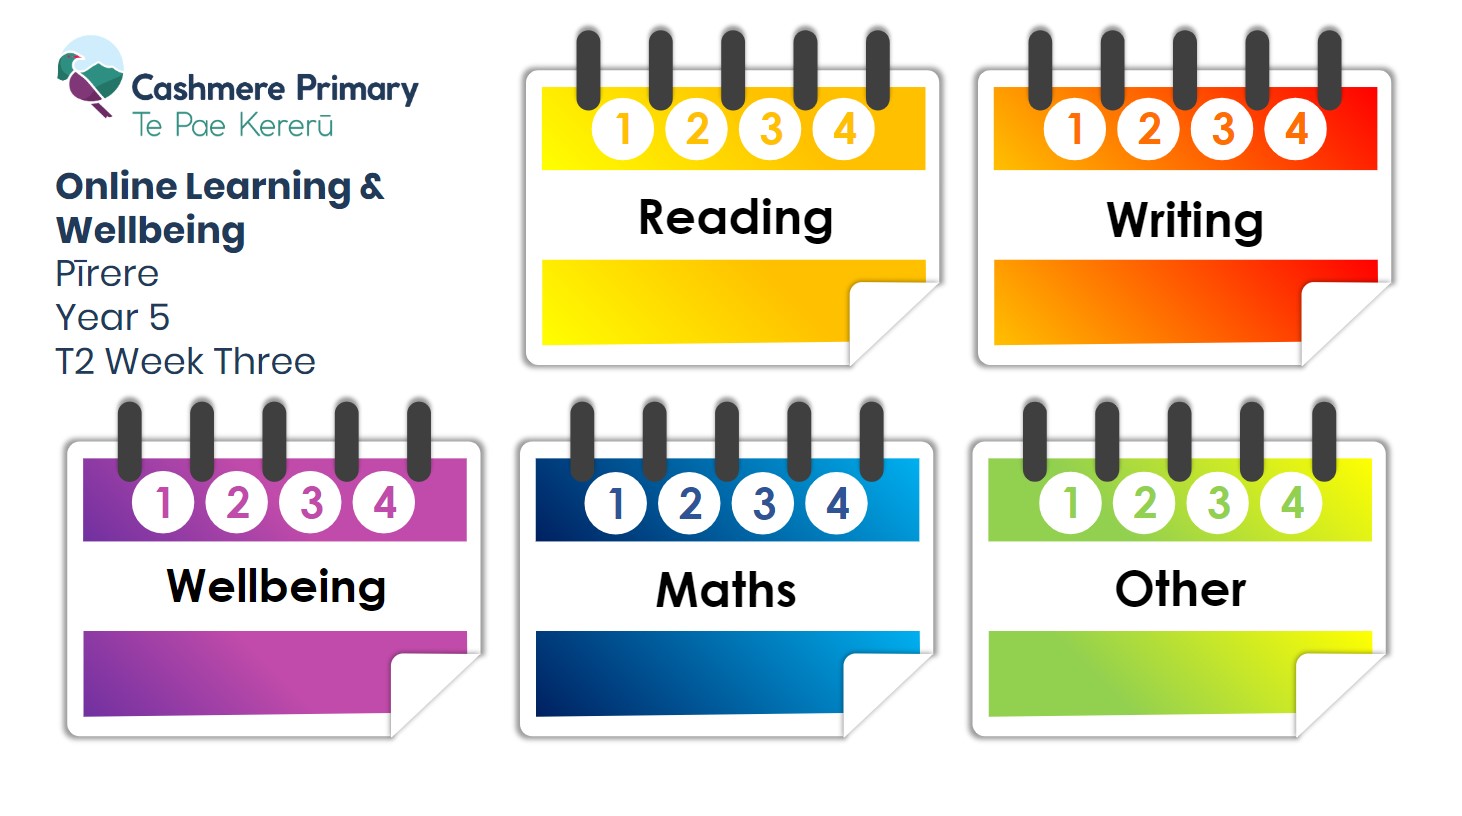 Cashmere Primary
Te Pae Kererū
Online Learning &
Wellbeing
Pīrere
Year 5
T2 Week Three
1 2 3 4
Reading
1 2 3 4
Writing
1 2 3 4
Wellbeing
1 2 3 4
Maths
1 2 3 4
Other